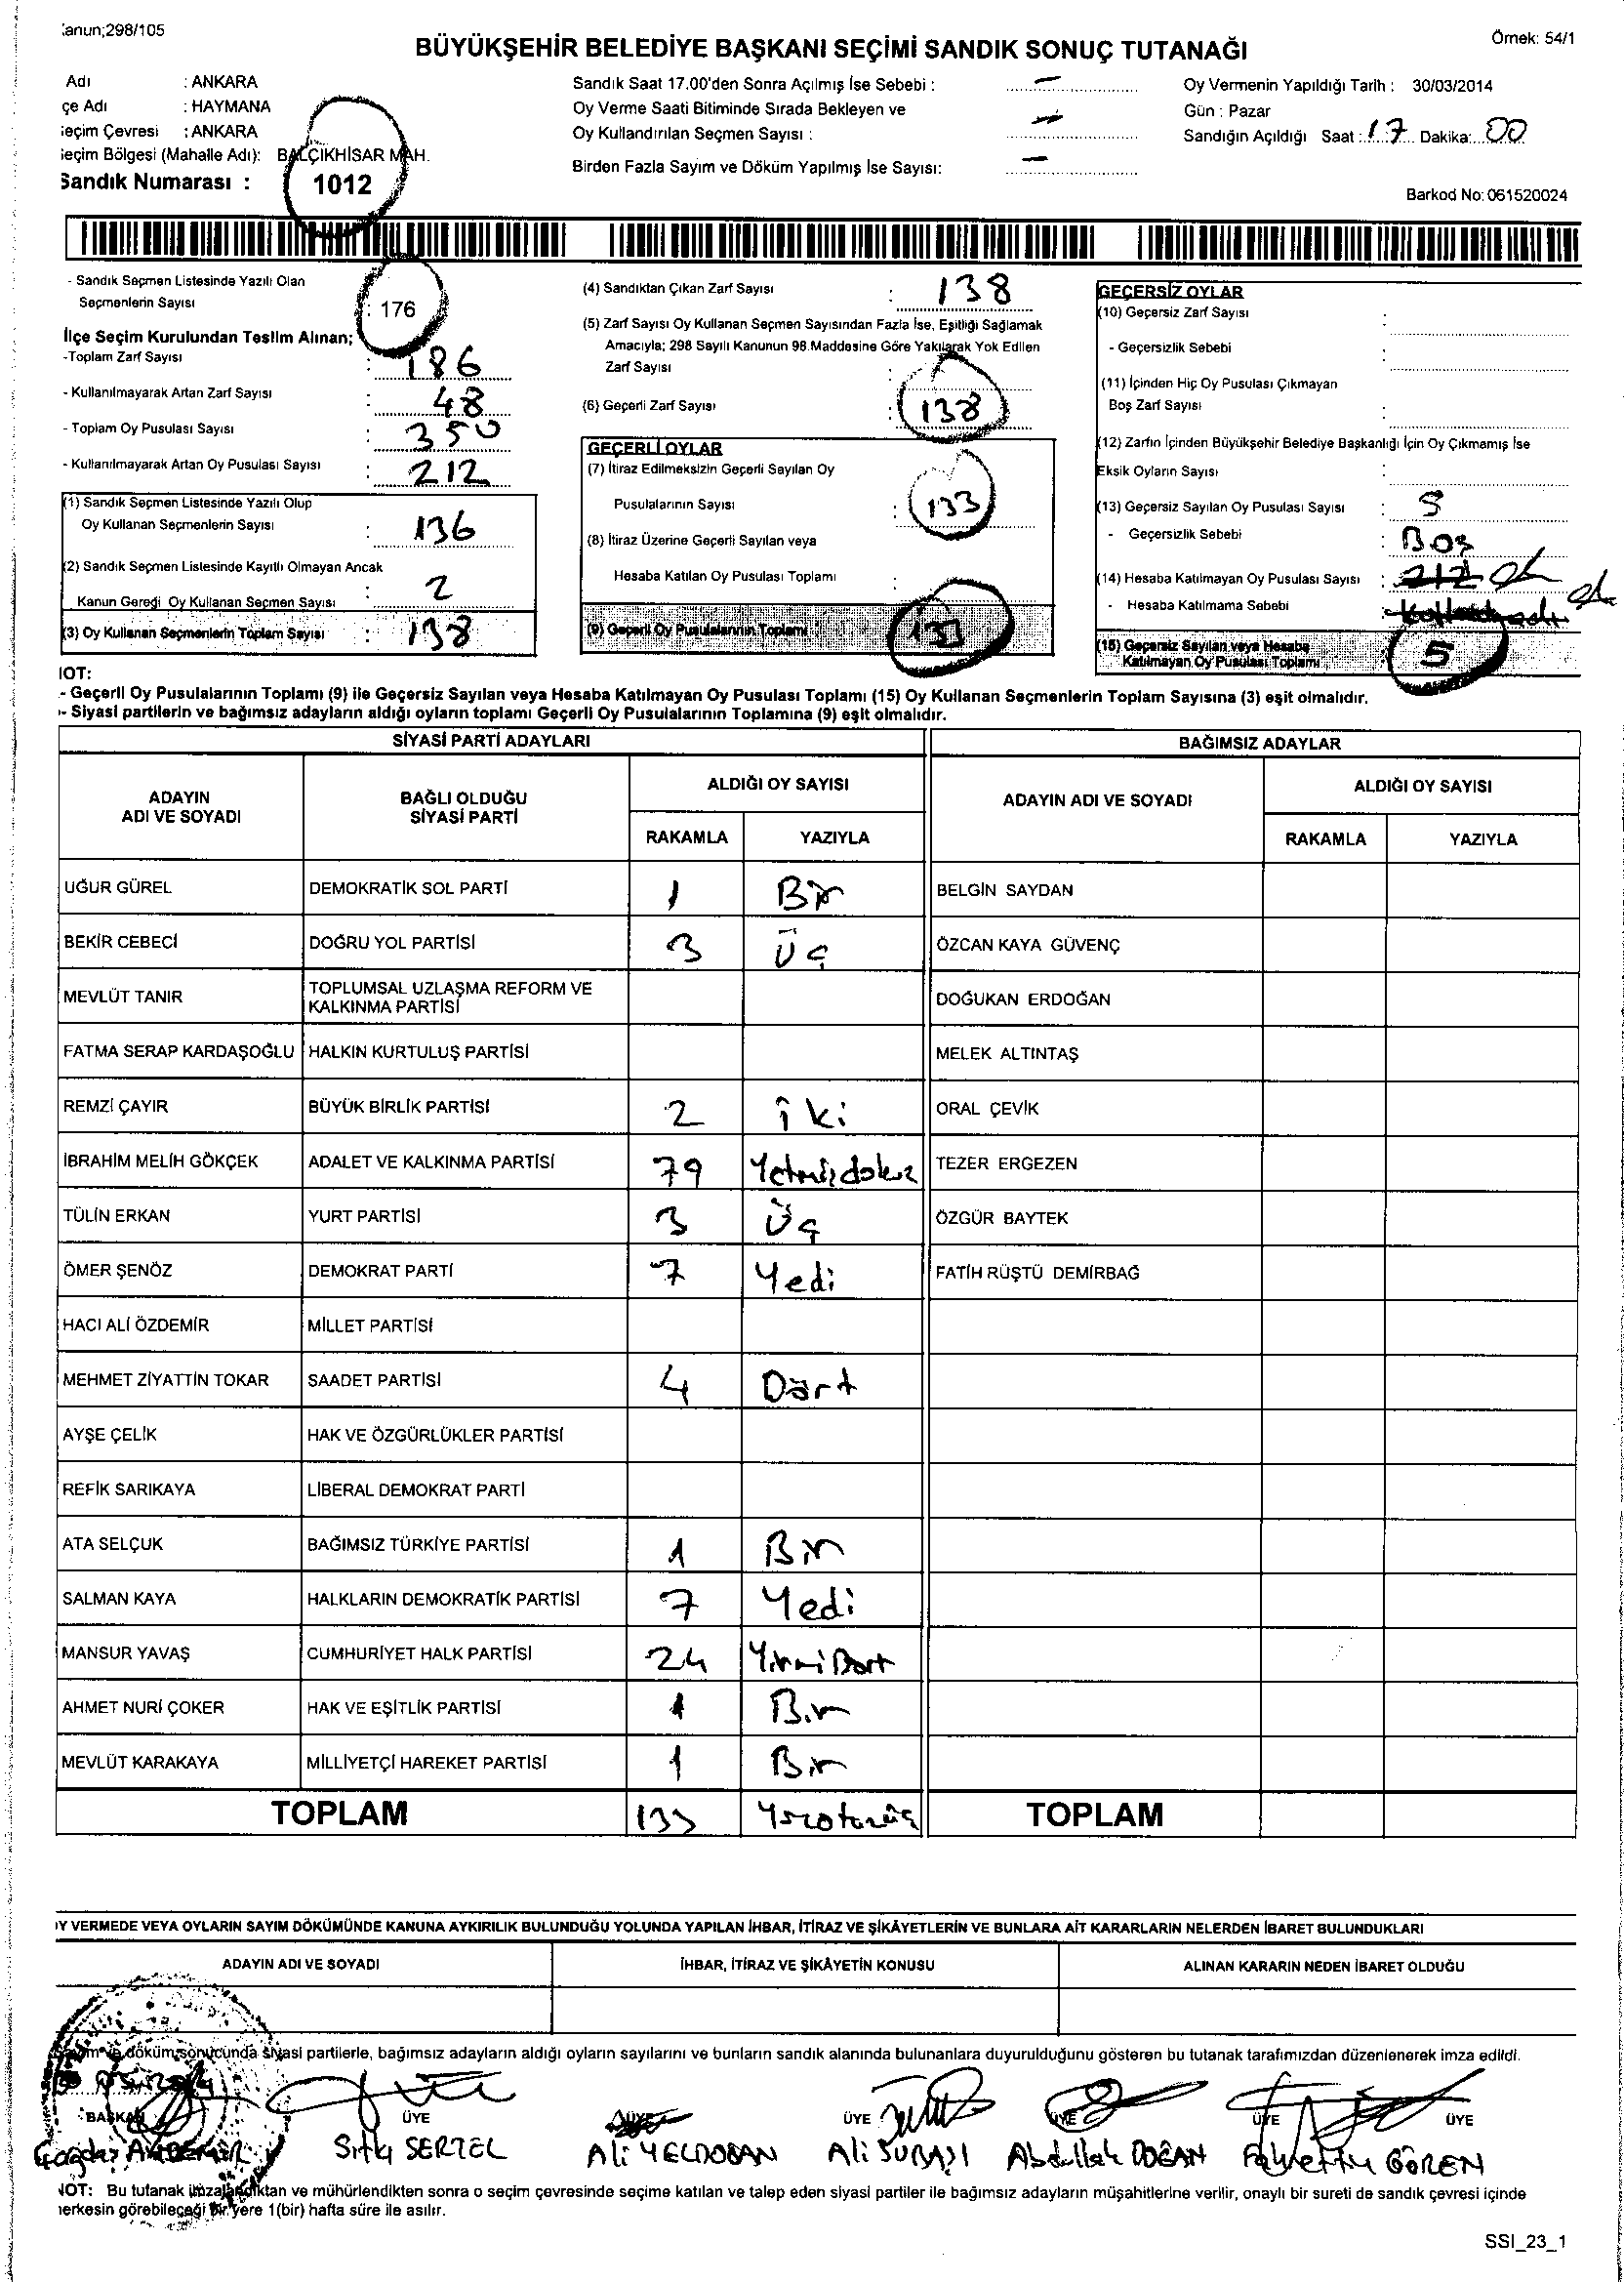 anun;298/105
Örnek: 54/1
BÜYÜKŞEHİR BELEDİYE BAŞKANI SEÇİMİ SANDIK SONUÇ TUTANAĞI
Adı : ANKARA
çe Adı : HAYMANA
eçim Çevresi : ANKARA
eçim Bölgesi (Mahalle Adı): BALÇIKHİSAR MAH.
Sandık Numarası : 1012
Sandık Saat 17.00'den Sonra Açılmış İse Sebebi : —
Oy Verme Saati Bitiminde Sırada Bekleyen ve
Oy Kullandırılan Seçmen Sayısı : —
Birden Fazla Sayım ve Döküm Yapılmış İse Sayısı: —
Oy Vermenin Yapıldığı Tarih : 30/03/2014
Gün : Pazar
Sandığın Açıldığı Saat : 17 Dakika: 00
Barkod No: 061520024
- Sandık Seçmen Listesinde Yazılı Olan
Seçmenlerin Sayısı : 176
İlçe Seçim Kurulundan Teslim Alınan;
-Toplam Zarf Sayısı : 186
- Kullanılmayarak Artan Zarf Sayısı : 48
- Toplam Oy Pusulası Sayısı : 350
- Kullanılmayarak Artan Oy Pusulası Sayısı : 212
(1) Sandık Seçmen Listesinde Yazılı Olup
Oy Kullanan Seçmenlerin Sayısı : 136
(2) Sandık Seçmen Listesinde Kayıtlı Olmayan Ancak
Kanun Gereği Oy Kullanan Seçmen Sayısı : 2
(3) Oy Kullanan Seçmenlerin Toplam Sayısı : 138
(4) Sandıktan Çıkan Zarf Sayısı : 138
(5) Zarf Sayısı Oy Kullanan Seçmen Sayısından Fazla İse, Eşitliği Sağlamak
Amacıyla; 298 Sayılı Kanunun 98.Maddesine Göre Yakılarak Yok Edilen
Zarf Sayısı :
(6) Geçerli Zarf Sayısı : 138
GEÇERLİ OYLAR
(7) İtiraz Edilmeksizin Geçerli Sayılan Oy
Pusulalarının Sayısı : 133
(8) İtiraz Üzerine Geçerli Sayılan veya
Hesaba Katılan Oy Pusulası Toplamı :
(9) Geçerli Oy Pusulalarının Toplamı : 133
GEÇERSİZ OYLAR
(10) Geçersiz Zarf Sayısı :
- Geçersizlik Sebebi :
(11) İçinden Hiç Oy Pusulası Çıkmayan
Boş Zarf Sayısı :
(12) Zarfın İçinden Büyükşehir Belediye Başkanlığı İçin Oy Çıkmamış İse
Eksik Oyların Sayısı :
(13) Geçersiz Sayılan Oy Pusulası Sayısı : 5
- Geçersizlik Sebebi : Boş
(14) Hesaba Katılmayan Oy Pusulası Sayısı : 212
- Hesaba Katılmama Sebebi :
(15) Geçersiz Sayılan veya Hesaba
Katılmayan Oy Pusulası Toplamı : 5
NOT:
- Geçerli Oy Pusulalarının Toplamı (9) ile Geçersiz Sayılan veya Hesaba Katılmayan Oy Pusulası Toplamı (15) Oy Kullanan Seçmenlerin Toplam Sayısına (3) eşit olmalıdır.
- Siyasi partilerin ve bağımsız adayların aldığı oyların toplamı Geçerli Oy Pusulalarının Toplamına (9) eşit olmalıdır.
SİYASİ PARTİ ADAYLARI
BAĞIMSIZ ADAYLAR
ADAYIN ADI VE SOYADI
BAĞLI OLDUĞU SİYASİ PARTİ
ALDIĞI OY SAYISI
RAKAMLA YAZIYLA
ADAYIN ADI VE SOYADI
ALDIĞI OY SAYISI
RAKAMLA YAZIYLA
UĞUR GÜREL DEMOKRATİK SOL PARTİ 1 Bir BELGİN SAYDAN
BEKİR CEBECİ DOĞRU YOL PARTİSİ 3 Üç ÖZCAN KAYA GÜVENÇ
MEVLÜT TANIR TOPLUMSAL UZLAŞMA REFORM VE KALKINMA PARTİSİ DOĞUKAN ERDOĞAN
FATMA SERAP KARDAŞOĞLU HALKIN KURTULUŞ PARTİSİ MELEK ALTINTAŞ
REMZİ ÇAYIR BÜYÜK BİRLİK PARTİSİ 2 iki ORAL ÇEVİK
İBRAHİM MELİH GÖKÇEK ADALET VE KALKINMA PARTİSİ 79 Yetmişdokuz TEZER ERGEZEN
TÜLİN ERKAN YURT PARTİSİ 3 Üç ÖZGÜR BAYTEK
ÖMER ŞENÖZ DEMOKRAT PARTİ 7 Yedi FATİH RÜŞTÜ DEMİRBAĞ
HACI ALİ ÖZDEMİR MİLLET PARTİSİ
MEHMET ZİYATTİN TOKAR SAADET PARTİSİ 4 Dört
AYŞE ÇELİK HAK VE ÖZGÜRLÜKLER PARTİSİ
REFİK SARIKAYA LİBERAL DEMOKRAT PARTİ
ATA SELÇUK BAĞIMSIZ TÜRKİYE PARTİSİ 1 Bir
SALMAN KAYA HALKLARIN DEMOKRATİK PARTİSİ 7 Yedi
MANSUR YAVAŞ CUMHURİYET HALK PARTİSİ 24 Yirmi Dört
AHMET NURİ ÇOKER HAK VE EŞİTLİK PARTİSİ 1 Bir
MEVLÜT KARAKAYA MİLLİYETÇİ HAREKET PARTİSİ 1 Bir
TOPLAM 133 Yüzotuzüç TOPLAM
OY VERMEDE VEYA OYLARIN SAYIM DÖKÜMÜNDE KANUNA AYKIRILIK BULUNDUĞU YOLUNDA YAPILAN İHBAR, İTİRAZ VE ŞİKÂYETLERİN VE BUNLARA AİT KARARLARIN NELERDEN İBARET BULUNDUKLARI
ADAYIN ADI VE SOYADI İHBAR, İTİRAZ VE ŞİKÂYETİN KONUSU ALINAN KARARIN NEDEN İBARET OLDUĞU
döküm sonucunda siyasi partilerle, bağımsız adayların aldığı oyların sayılarını ve bunların sandık alanında bulunanlara duyurulduğunu gösteren bu tutanak tarafımızdan düzenlenerek imza edildi.
BAŞKAN ÜYE ÜYE ÜYE ÜYE ÜYE ÜYE
Çağdaş AKDEMİR Sıtkı SERTEL Ali YELDOĞAN Ali SUBAŞI Abdullah DOĞAN Fahrettin GÖREN
NOT: Bu tutanak imzalandıktan ve mühürlendikten sonra o seçim çevresinde seçime katılan ve talep eden siyasi partiler ile bağımsız adayların müşahitlerine verilir, onaylı bir sureti de sandık çevresi içinde
herkesin görebileceği bir yere 1(bir) hafta süre ile asılır.
SSI_23_1